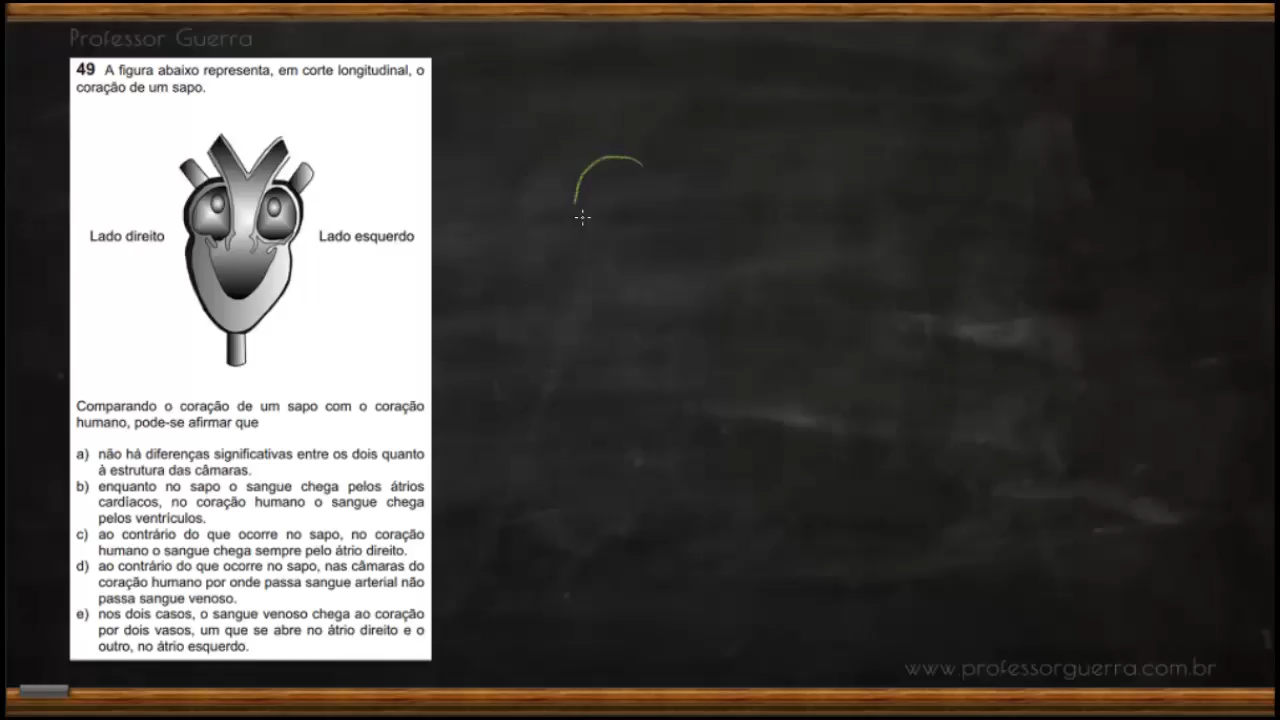 Professor Guerra
49 A figura abaixo representa, em corte longitudinal, o
coração de um sapo.
Lado direito
Lado esquerdo
Comparando o coração de um sapo com o coração
humano, pode-se afirmar que
a) não há diferenças significativas entre os dois quanto
à estrutura das câmaras.
b) enquanto no sapo o sangue chega pelos átrios
cardíacos, no coração humano o sangue chega
pelos ventrículos.
c) ao contrário do que ocorre no sapo, no coração
humano o sangue chega sempre pelo átrio direito.
d) ao contrário do que ocorre no sapo, nas câmaras do
coração humano por onde passa sangue arterial não
passa sangue venoso.
e) nos dois casos, o sangue venoso chega ao coração
por dois vasos, um que se abre no átrio direito e o
outro, no átrio esquerdo.
www.professorguerra.com.br